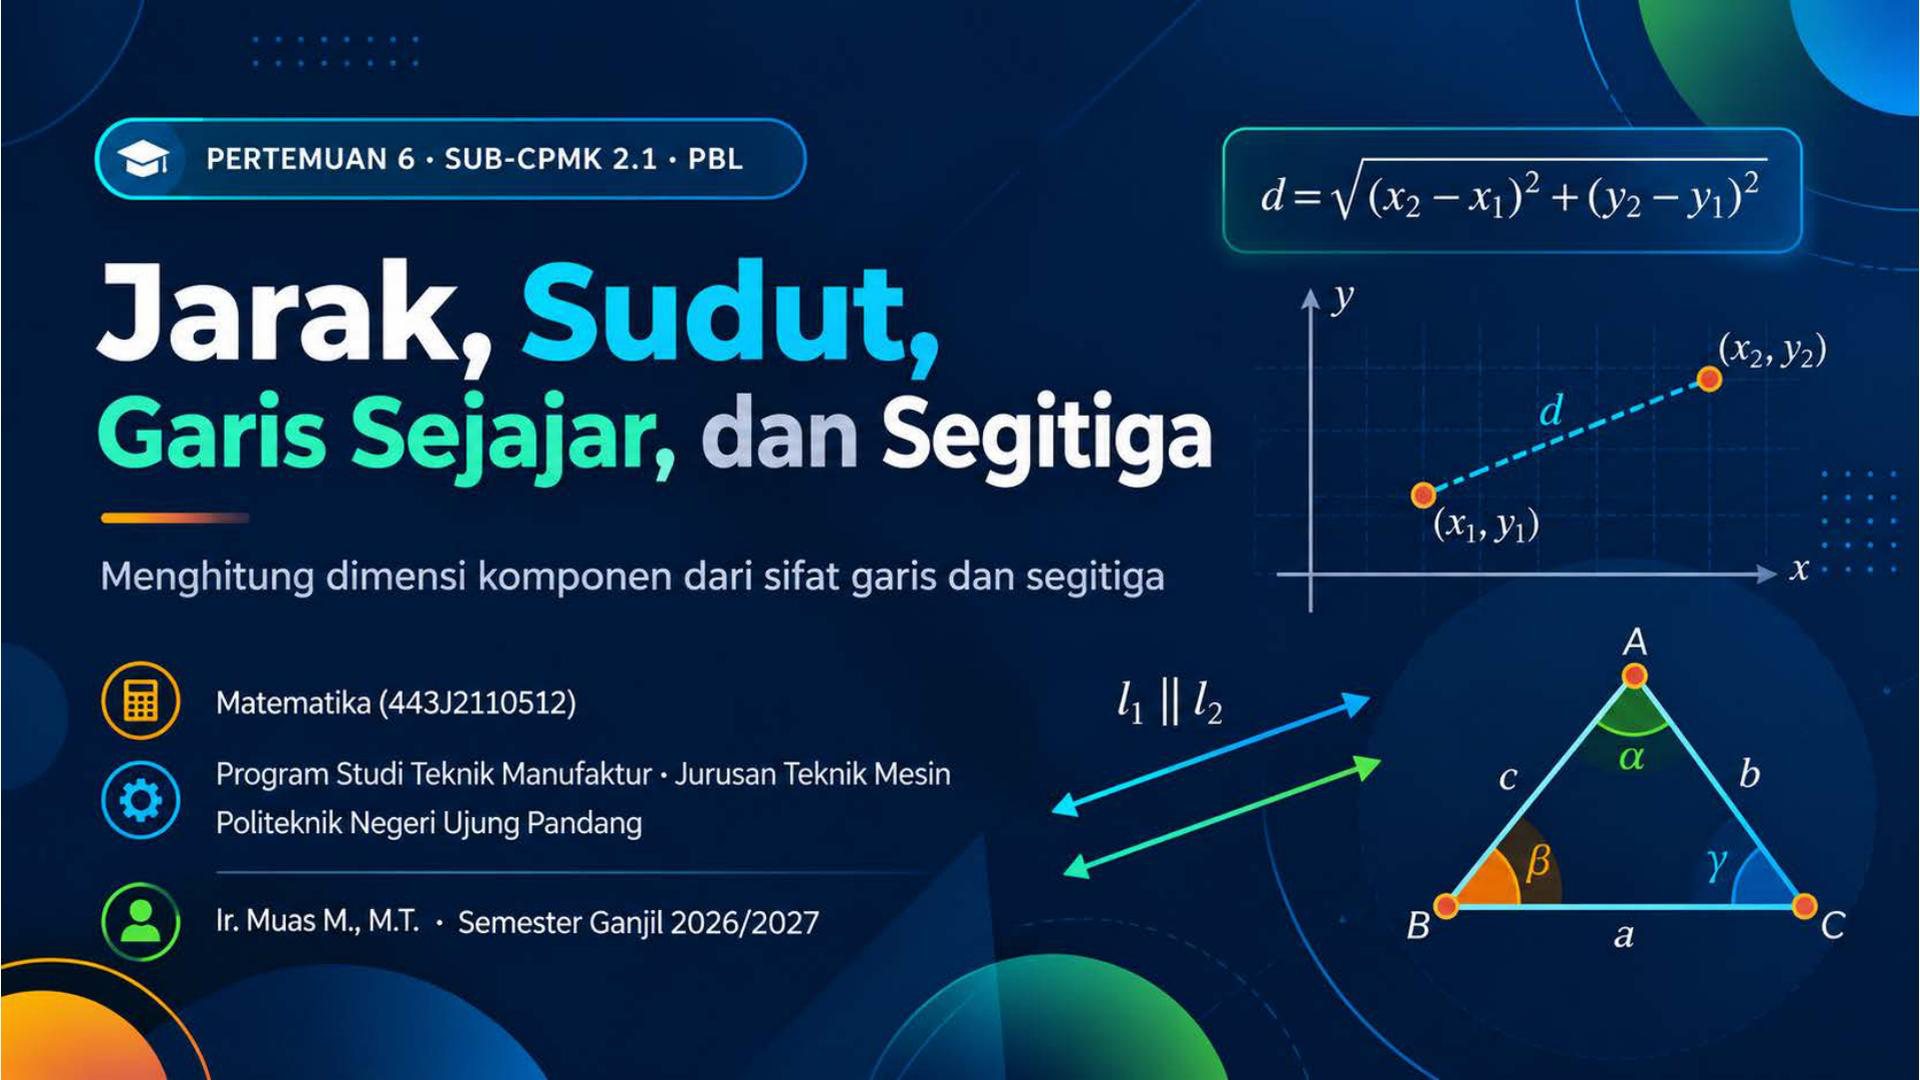 PERTEMUAN 6 • SUB-CPMK 2.1 • PBL
Jarak, Sudut,
Garis Sejajar, dan Segitiga
Menghitung dimensi komponen dari sifat garis dan segitiga
Matematika (443J2110512)
Program Studi Teknik Manufaktur • Jurusan Teknik Mesin
Politeknik Negeri Ujung Pandang
Ir. Muas M., M.T. • Semester Ganjil 2026/2027
d = √(x₂ − x₁)² + (y₂ − y₁)²
y
(x₂, y₂)
d
(x₁, y₁)
x
l₁ || l₂
A
α
c
b
β
γ
B
C
a